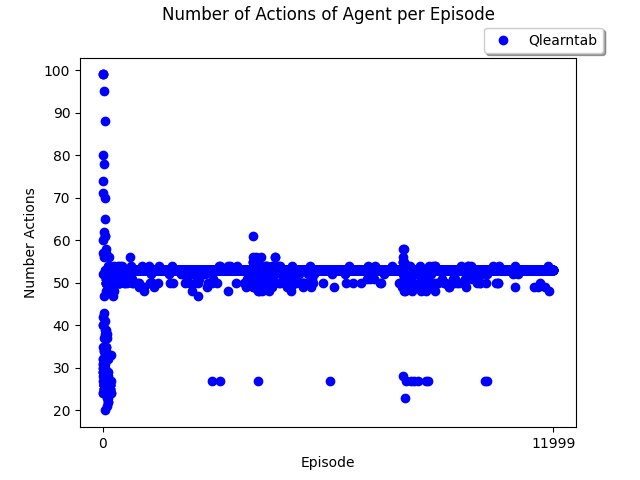 Number of Actions of Agent per Episode
Qlearntab
100
90
80
70
60
50
40
30
20
Number Actions
0 11999
Episode